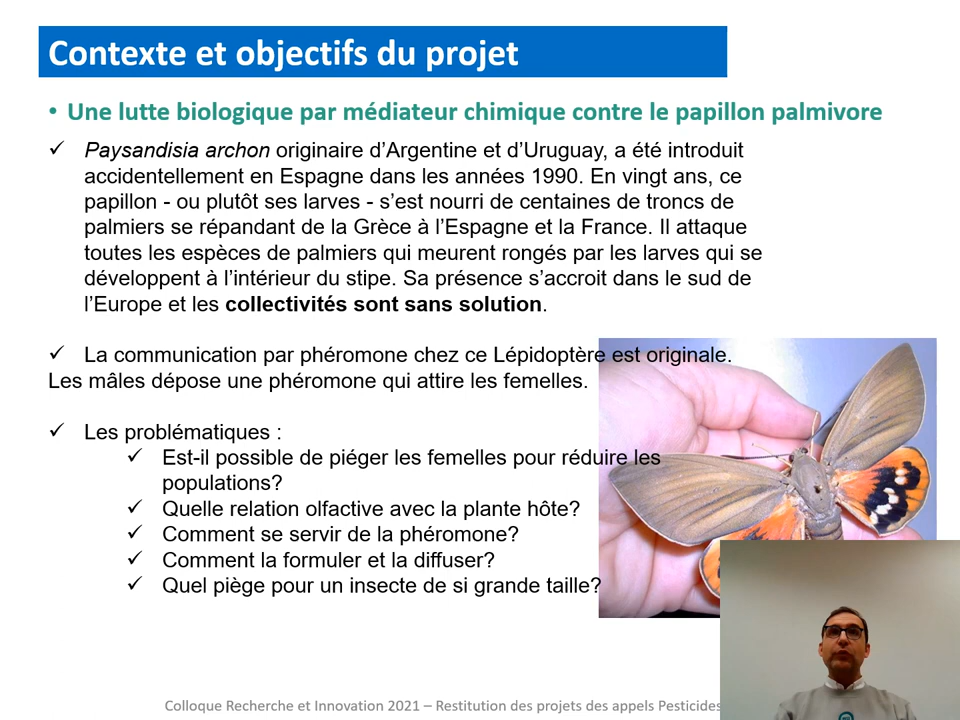 Contexte et objectifs du projet
• Une lutte biologique par médiateur chimique contre le papillon palmivore
✓ Paysandisia archon originaire d'Argentine et d'Uruguay, a été introduit
accidentellement en Espagne dans les années 1990. En vingt ans, ce
papillon - ou plutôt ses larves - s'est nourri de centaines de troncs de
palmiers se répandant de la Grèce à l'Espagne et la France. Il attaque
toutes les espèces de palmiers qui meurent rongés par les larves qui se
développent à l'intérieur du stipe. Sa présence s'accroit dans le sud de
l'Europe et les collectivités sont sans solution.
✓ La communication par phéromone chez ce Lépidoptère est originale.
Les mâles dépose une phéromone qui attire les femelles.
✓ Les problématiques :
✓ Est-il possible de piéger les femelles pour réduire les
populations?
✓ Quelle relation olfactive avec la plante hôte?
✓ Comment se servir de la phéromone?
✓ Comment la formuler et la diffuser?
✓ Quel piège pour un insecte de si grande taille?
Colloque Recherche et Innovation 2021 – Restitution des projets des appels Pesticides